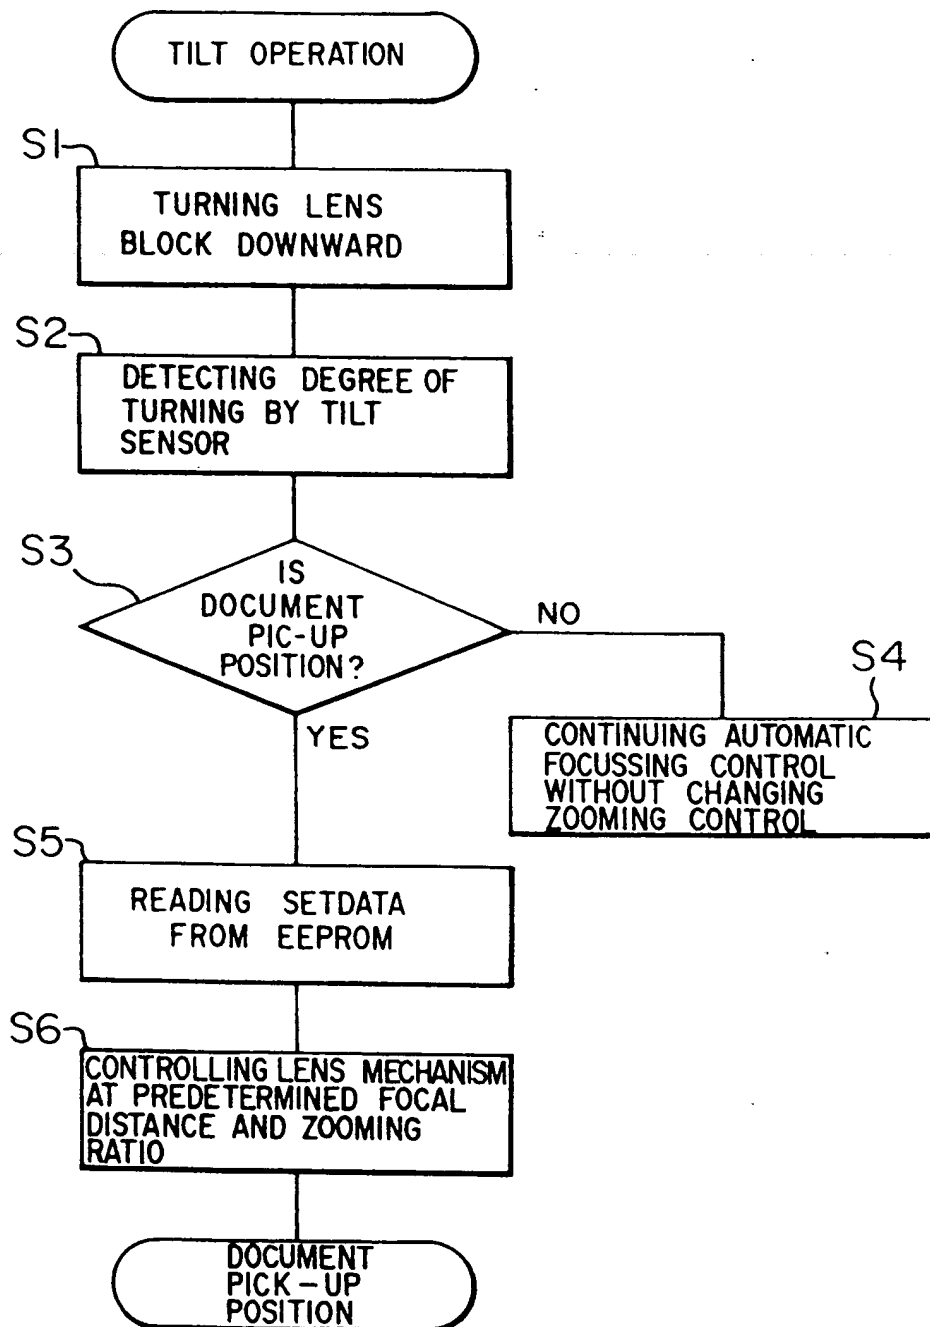 TILT OPERATION
S1
TURNING LENS
BLOCK DOWNWARD
S2
DETECTING DEGREE OF
TURNING BY TILT
SENSOR
S3
IS
DOCUMENT
PIC-UP
POSITION?
NO
YES
S4
CONTINUING AUTOMATIC
FOCUSSING CONTROL
WITHOUT CHANGING
ZOOMING CONTROL
S5
READING SETDATA
FROM EEPROM
S6
CONTROLLING LENS MECHANISM
AT PREDETERMINED FOCAL
DISTANCE AND ZOOMING
RATIO
DOCUMENT
PICK-UP
POSITION